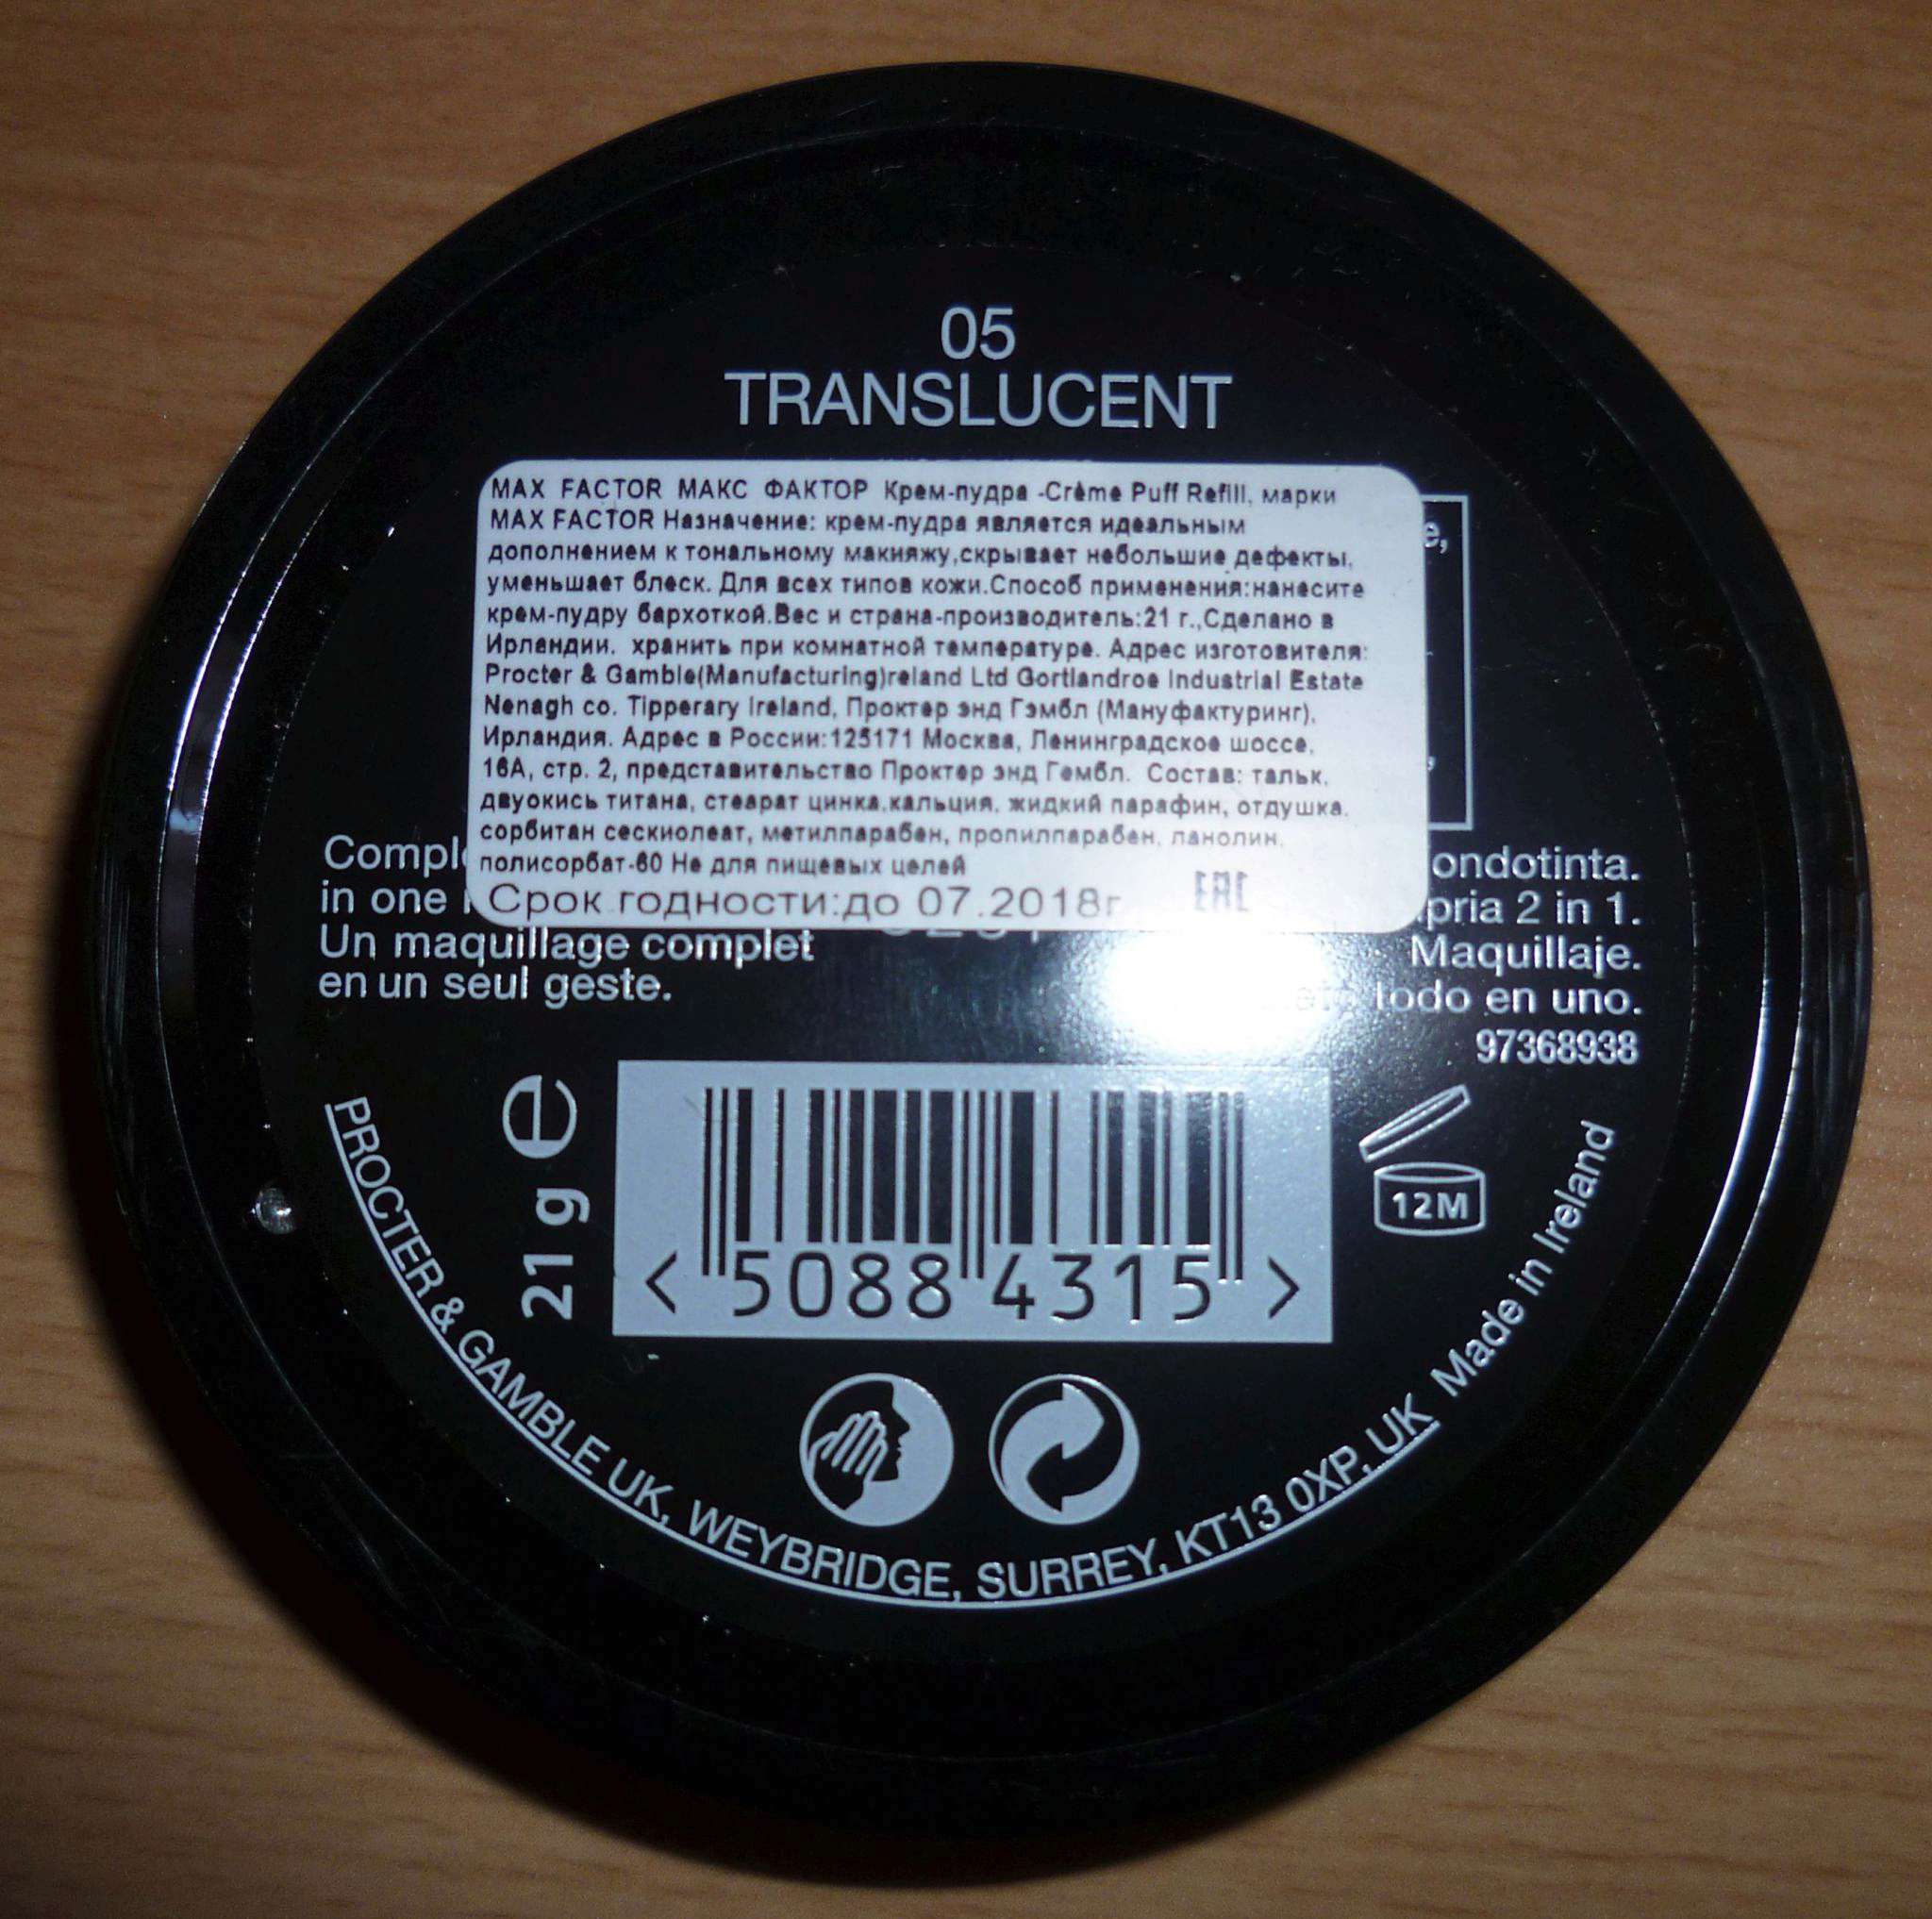 05
TRANSLUCENT
MAX FACTOR МАКС ФАКТОР Крем-пудра -Crème Puff Refill, марки
MAX FACTOR Назначение: крем-пудра является идеальным
дополнением к тональному макияжу,скрывает небольшие дефекты,
уменьшает блеск. Для всех типов кожи.Способ применения:нанесите
крем-пудру бархоткой.Вес и страна-производитель:21 г.,Сделано в
Ирландии. хранить при комнатной температуре. Адрес изготовителя:
Procter & Gamble(Manufacturing)reland Ltd Gortlandroe Industrial Estate
Nenagh co. Tipperary Ireland, Проктер энд Гэмбл (Мануфактуринг),
Ирландия. Адрес в России:125171 Москва, Ленинградское шоссе,
16А, стр. 2, представительство Проктер энд Гембл. Состав: тальк,
двуокись титана, стеарат цинка,кальция, жидкий парафин, отдушка,
сорбитан сескиолеат, метилпарабен, пропилпарабен, ланолин,
полисорбат-60 Не для пищевых целей
Срок годности:до 07.2018г
EAC
Compl
in one
Un maquillage complet
en un seul geste.
ondotinta.
pria 2 in 1.
Maquillaje.
todo en uno.
97368938
21 g e
<5088 4315>
12M
PROCTER & GAMBLE UK, WEYBRIDGE, SURREY, KT13 0XP, UK Made in Ireland